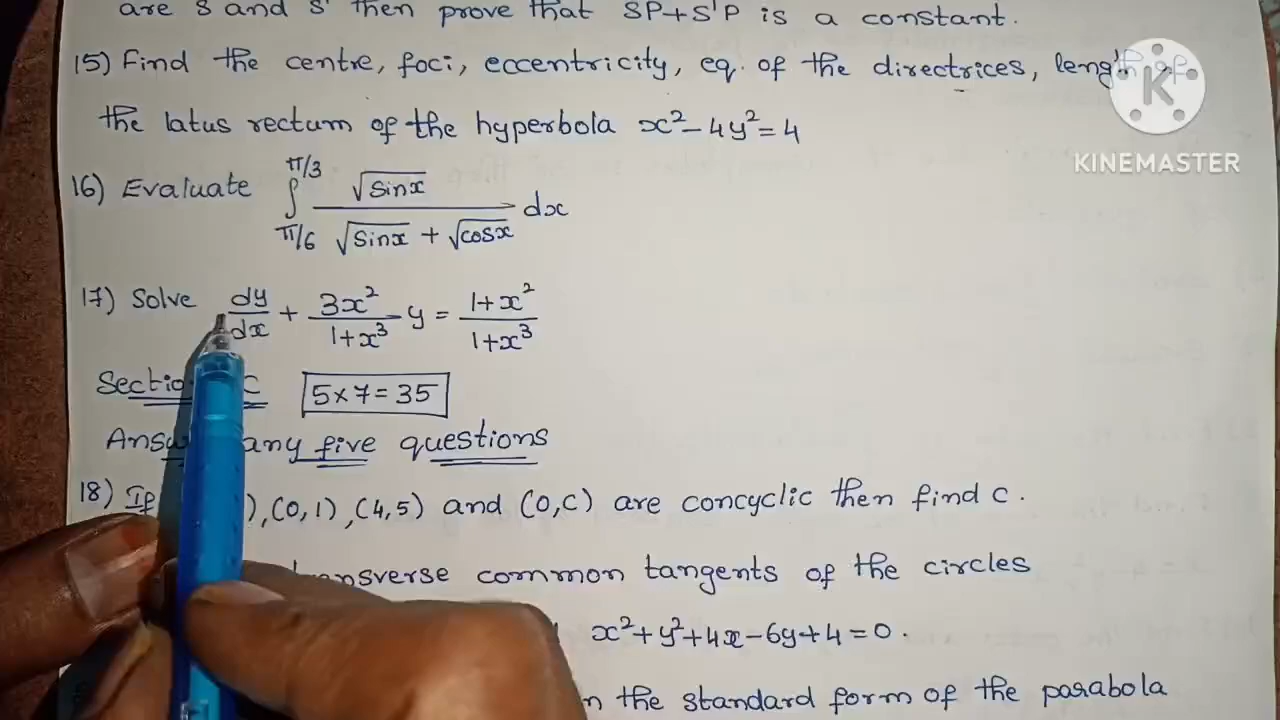 are S and S' then prove that SP+S'P is a constant.
15) Find the centre, foci, eccentricity, eq. of the directrices, length of
the latus rectum of the hyperbola x²-4y²=4
K
KINEMASTER
16) Evaluate ∫_{π/6}^{π/3} √sinx / (√sinx + √cosx) dx
17) Solve dy/dx + 3x²/(1+x³) y = (1+x²)/(1+x³)
Section C 5×7=35
any five questions
18) If ),(0,1),(4,5) and (0,c) are concyclic then find c.
transverse common tangents of the circles
x²+y²+4x-6y+4=0.
the standard form of the parabola